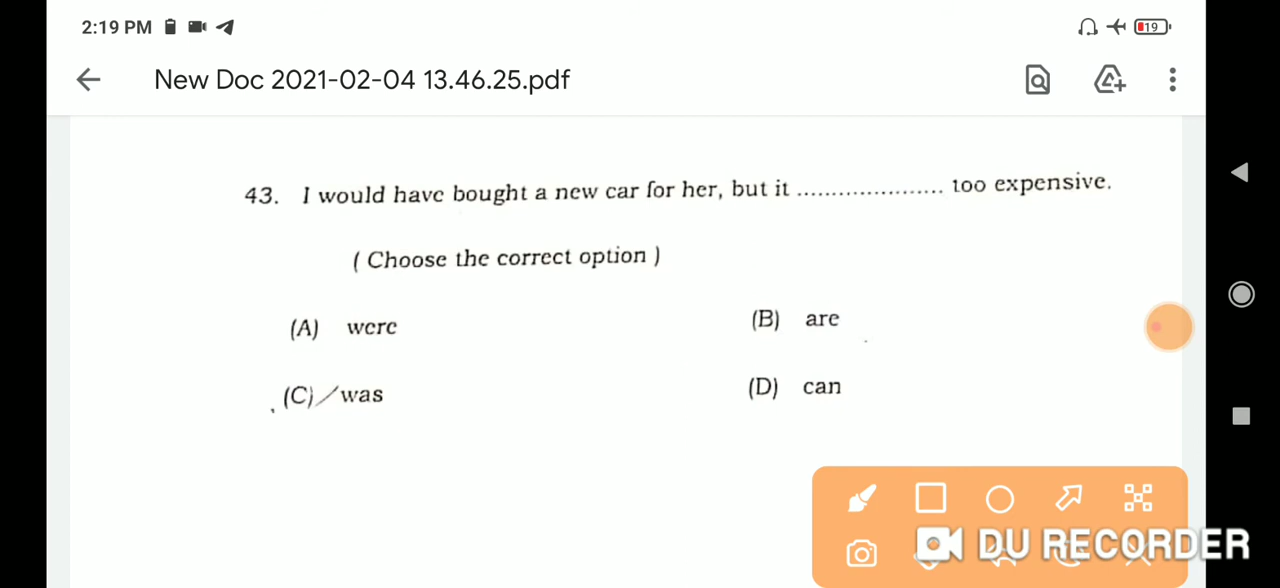 2:19 PM 19
New Doc 2021-02-04 13.46.25.pdf
43. I would have bought a new car for her, but it ..................... too expensive.
( Choose the correct option )
(A) were (B) are
(C) was (D) can
DU RECORDER